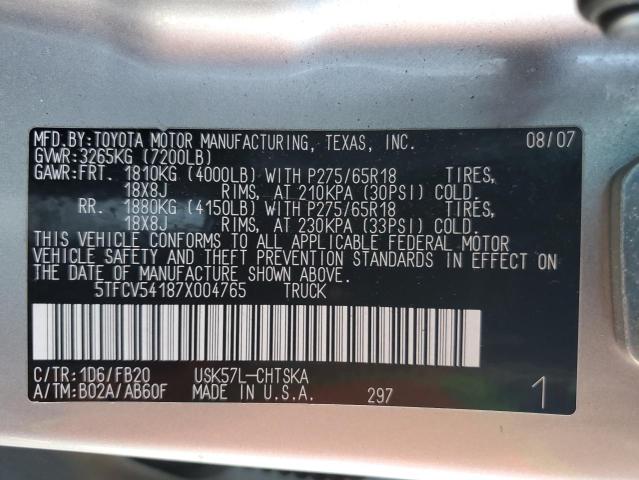 MFD.BY:TOYOTA MOTOR MANUFACTURING, TEXAS, INC. 08/07
GVWR:3265KG (7200LB)
GAWR:FRT. 1810KG (4000LB) WITH P275/65R18 TIRES,
18X8J RIMS, AT 210KPA (30PSI) COLD.
RR. 1880KG (4150LB) WITH P275/65R18 TIRES,
18X8J RIMS, AT 230KPA (33PSI) COLD.
THIS VEHICLE CONFORMS TO ALL APPLICABLE FEDERAL MOTOR
VEHICLE SAFETY AND THEFT PREVENTION STANDARDS IN EFFECT ON
THE DATE OF MANUFACTURE SHOWN ABOVE.
5TFCV54187X004765 TRUCK
C/TR:1D6/FB20 USK57L-CHTSKA
A/TM:B02A/AB60F MADE IN U.S.A. 297 1